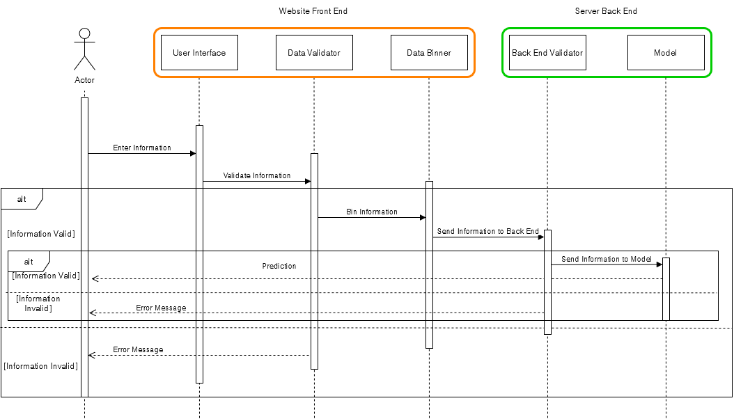 Website Front End
Server Back End
User Interface
Data Validator
Data Binner
Back End Validator
Model
Actor
Enter Information
Validate Information
alt
Bin Information
[Information Valid]
Send Information to Back End
alt
Send Information to Model
Prediction
[Information Valid]
[Information
Invalid]
Error Message
Error Message
[Information Invalid]